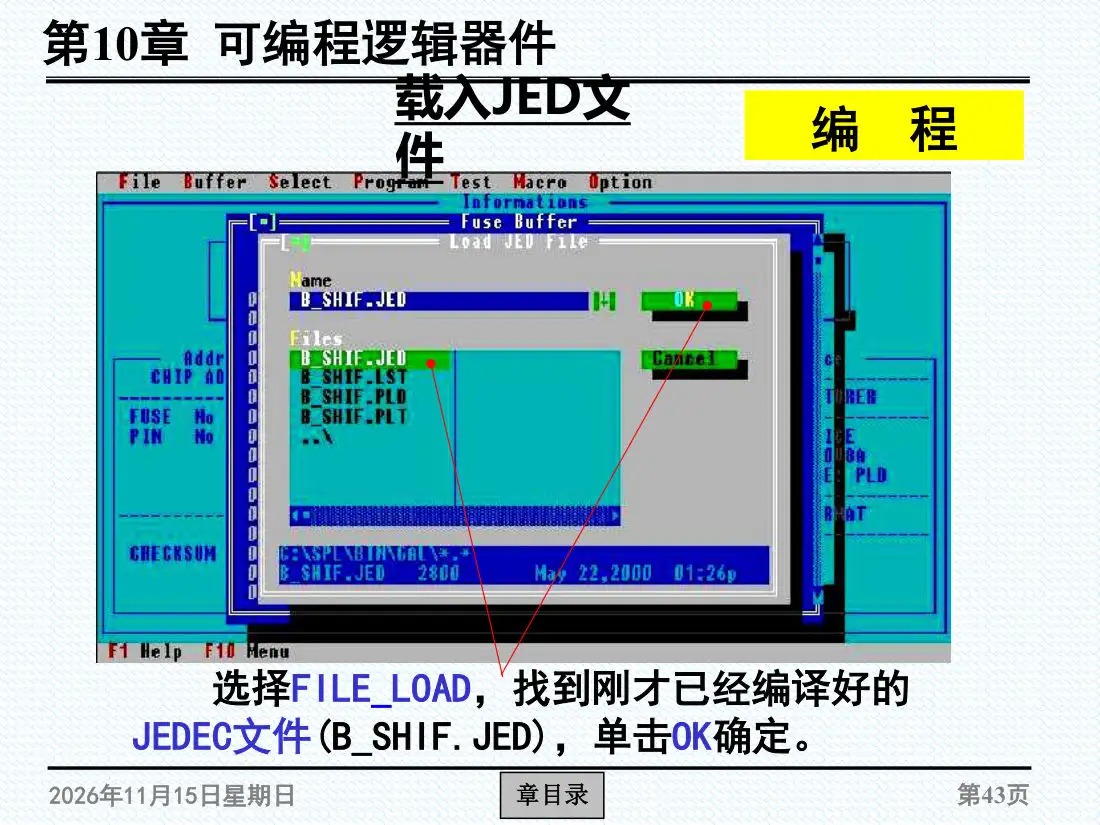 第10章 可编程逻辑器件
载入JED文
件
编 程
File Buffer Select Program Test Macro Option
Informations
Fuse Buffer
Load JED File
Name
B_SHIF.JED
OK
Files
B_SHIF.JED
Cancel
B_SHIF.LST
B_SHIF.PLD
B_SHIF.PLT
..\
Addr
CHIP AD
FUSE No
PIN No
CHECKSUM
TURER
PLD
C:\SPL\BIN\GAL\*.*
B_SHIF.JED 2800 May 22,2000 01:26p
F1 Help F10 Menu
选择FILE_LOAD，找到刚才已经编译好的
JEDEC文件(B_SHIF.JED)，单击OK确定。
2026年11月15日星期日
章目录
第43页